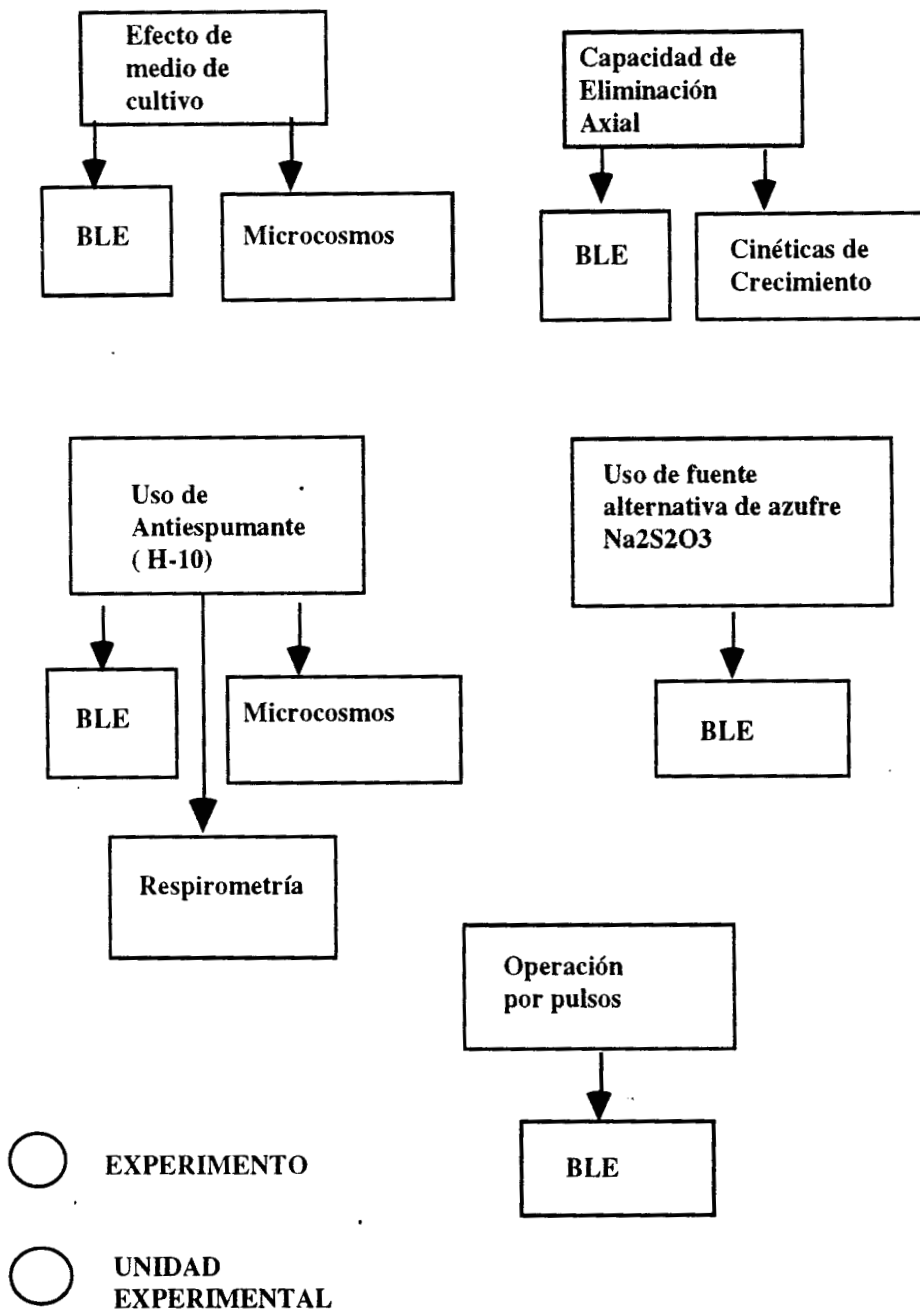 Efecto de
medio de
cultivo
BLE
Microcosmos
Capacidad de
Eliminación
Axial
BLE
Cinéticas de
Crecimiento
Uso de
Antiespumante
( H-10)
BLE
Microcosmos
Respirometría
Uso de fuente
alternativa de azufre
Na2S2O3
BLE
Operación
por pulsos
BLE
EXPERIMENTO
UNIDAD
EXPERIMENTAL